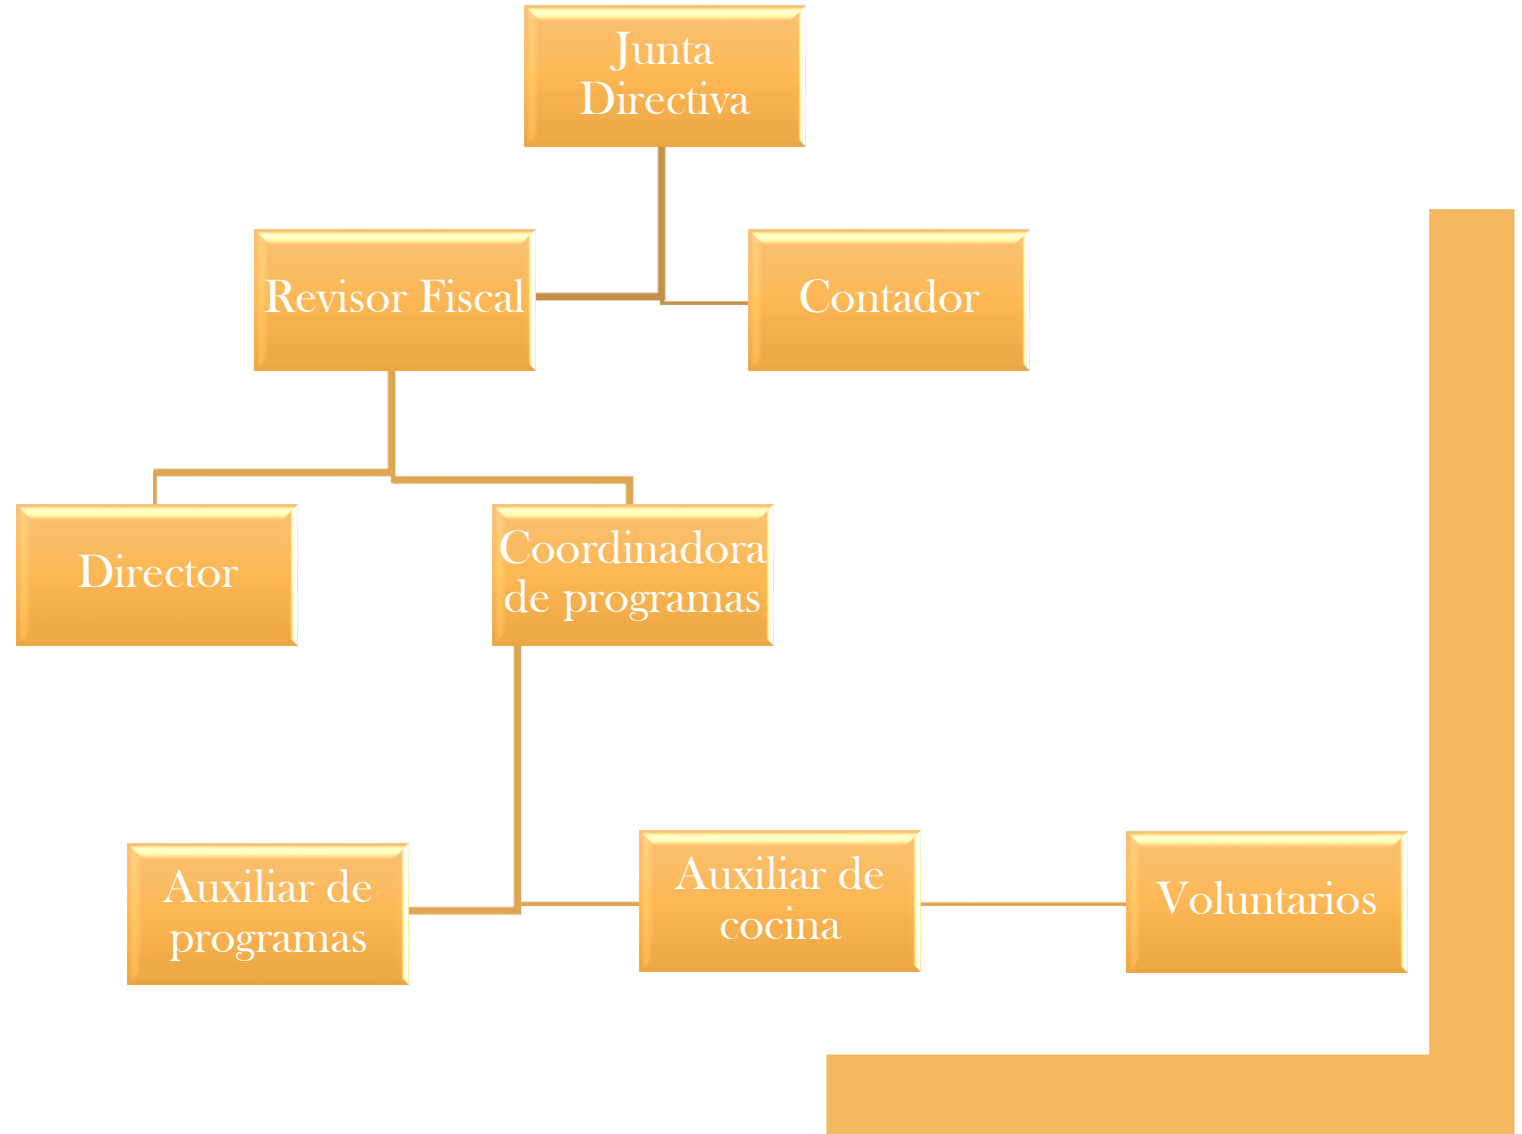 Junta
Directiva
Revisor Fiscal
Contador
Director
Coordinadora
de programas
Auxiliar de
programas
Auxiliar de
cocina
Voluntarios